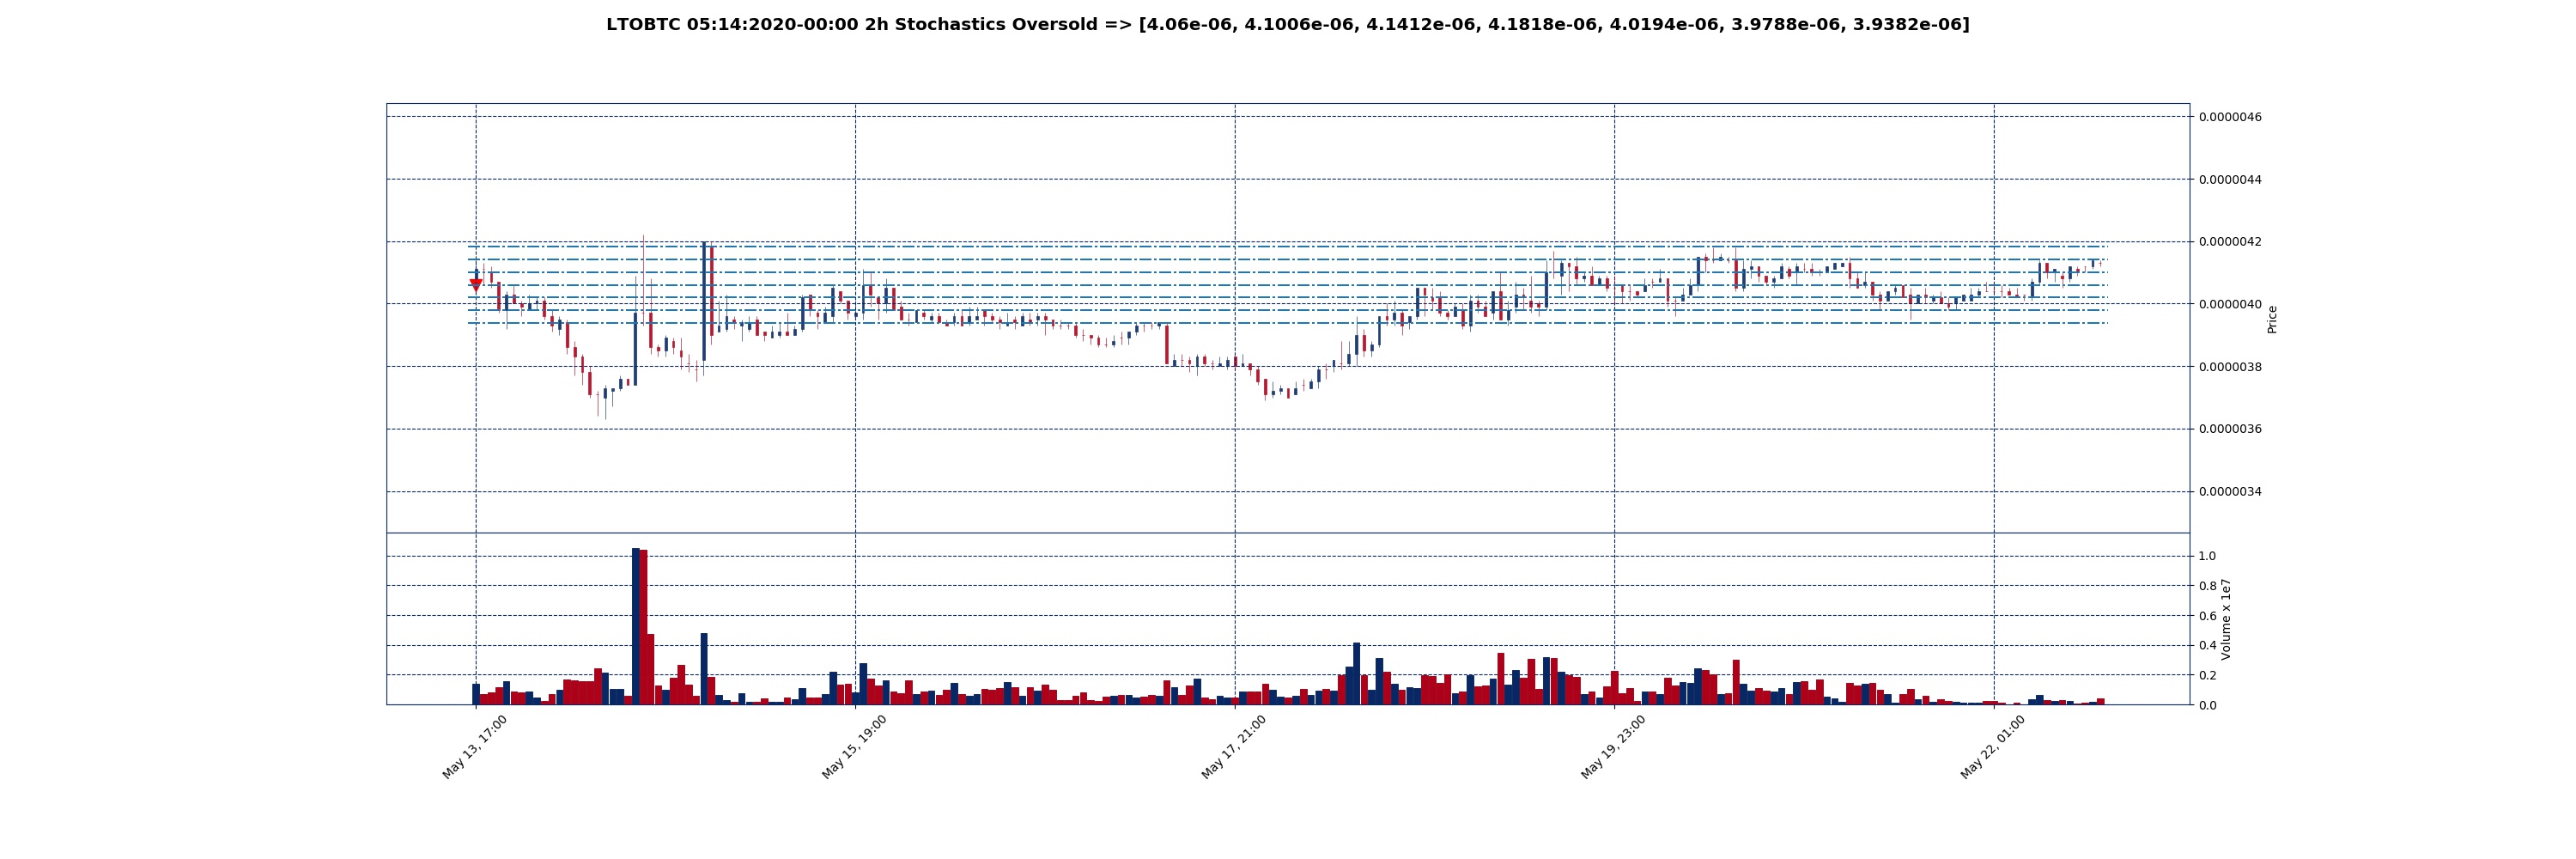 LTOBTC 05:14:2020-00:00 2h Stochastics Oversold => [4.06e-06, 4.1006e-06, 4.1412e-06, 4.1818e-06, 4.0194e-06, 3.9788e-06, 3.9382e-06]
0.0000046
0.0000044
0.0000042
0.0000040
0.0000038
0.0000036
0.0000034
Price
1.0
0.8
0.6
0.4
0.2
0.0
Volume x 1e7
May 13, 17:00
May 15, 19:00
May 17, 21:00
May 19, 23:00
May 22, 01:00